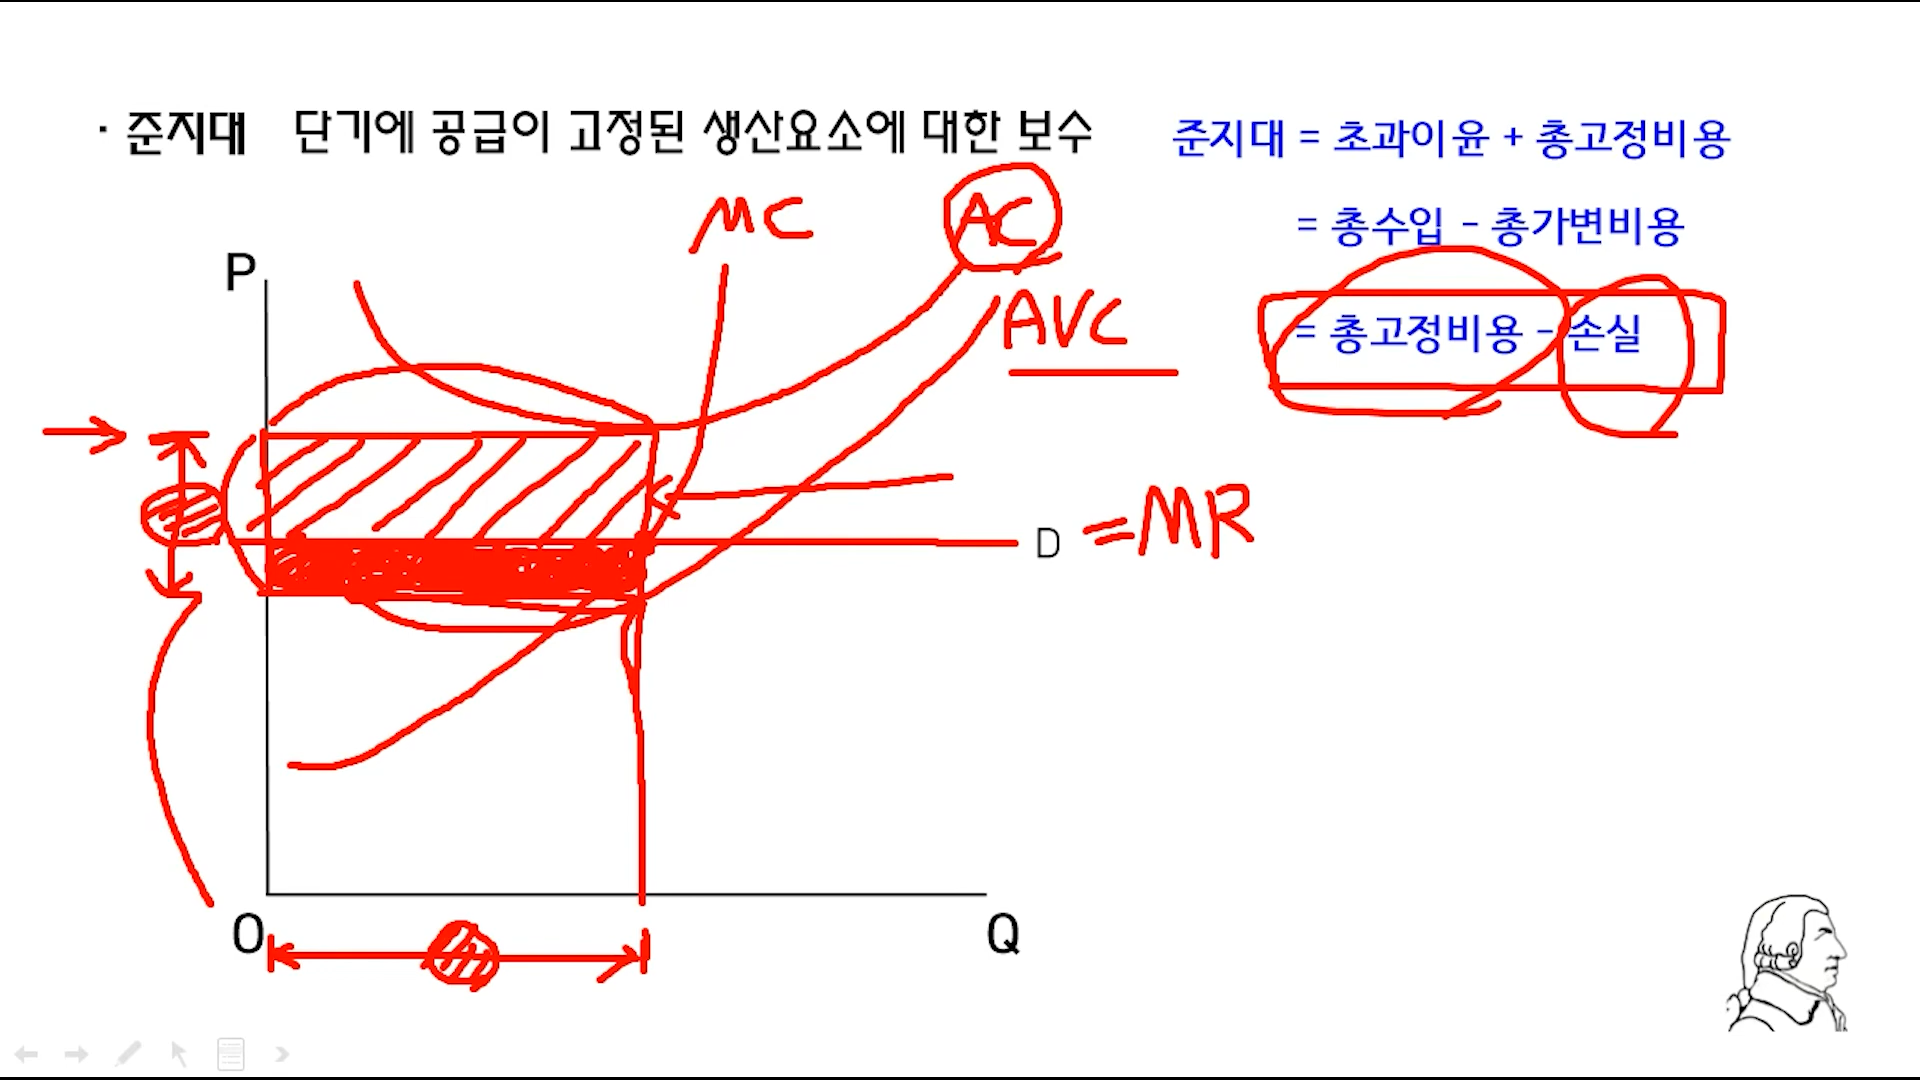 · 준지대 단기에 공급이 고정된 생산요소에 대한 보수
준지대 = 초과이윤 + 총고정비용
= 총수입 - 총가변비용
= 총고정비용 - 손실
MC
AC
AVC
P
D = MR
O
Q